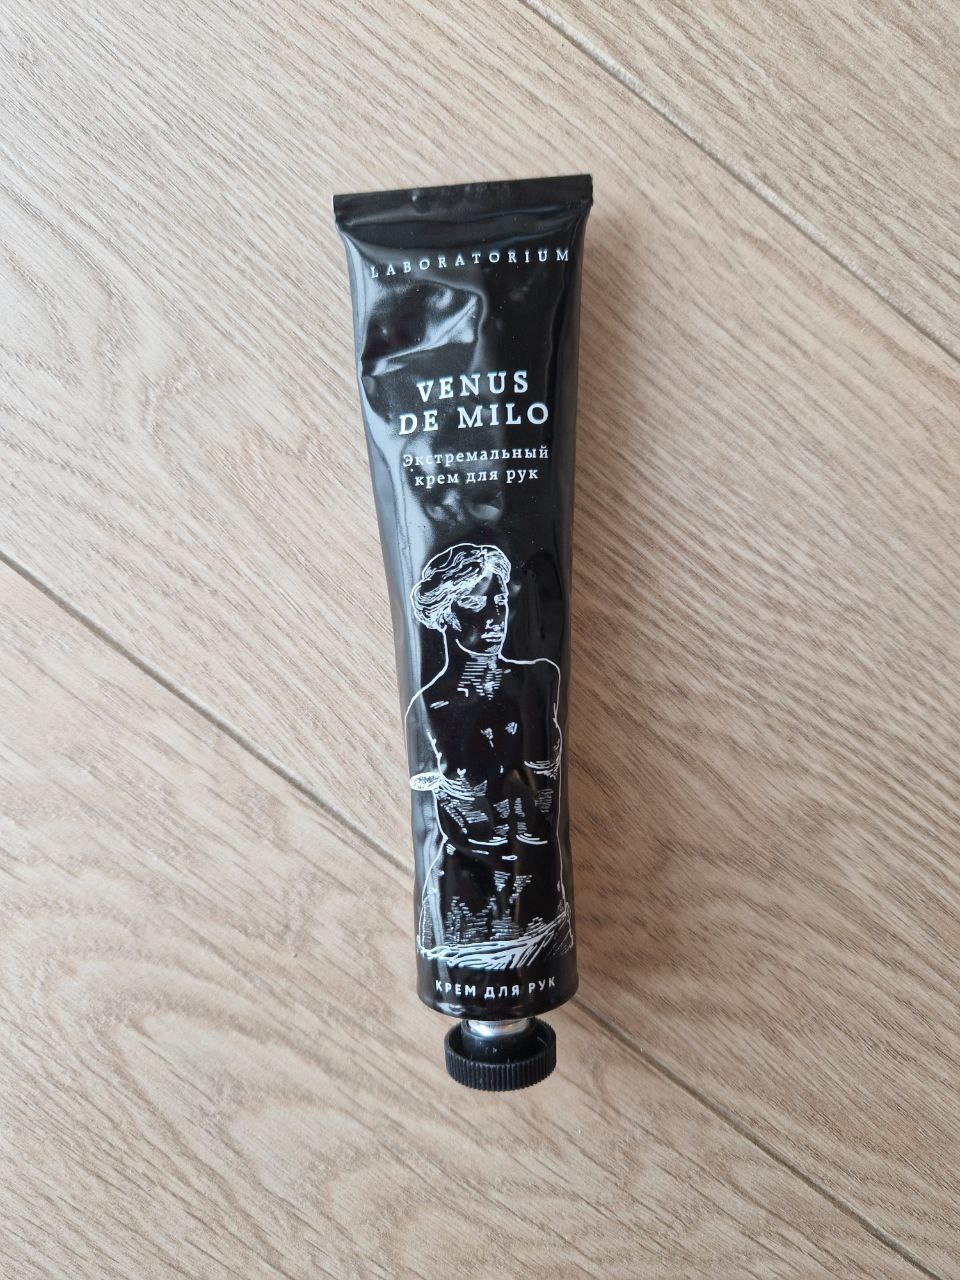 LABORATORIUM
VENUS
DE MILO
Экстремальный
крем для рук
КРЕМ ДЛЯ РУК